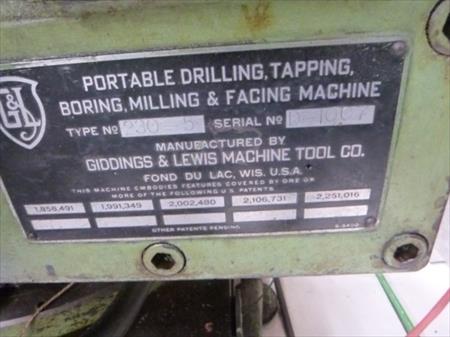 G&L
PORTABLE DRILLING, TAPPING,
BORING, MILLING & FACING MACHINE
TYPE Nº P30-5 SERIAL Nº
MANUFACTURED BY
GIDDINGS & LEWIS MACHINE TOOL CO.
FOND DU LAC, WIS. U.S.A.
THIS MACHINE EMBODIES FEATURES COVERED BY ONE OR
MORE OF THE FOLLOWING U.S. PATENTS
1,858,491 1,991,349 2,002,480 2,106,731 2,251,016
OTHER PATENTS PENDING